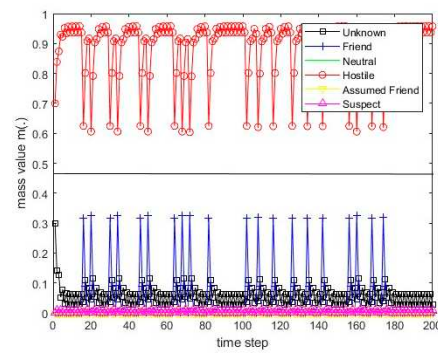 Unknown
Friend
Neutral
Hostile
Assumed Friend
Suspect
mass value m(.)
1
0.9
0.8
0.7
0.6
0.5
0.4
0.3
0.2
0.1
0
0 20 40 60 80 100 120 140 160 180 200
time step